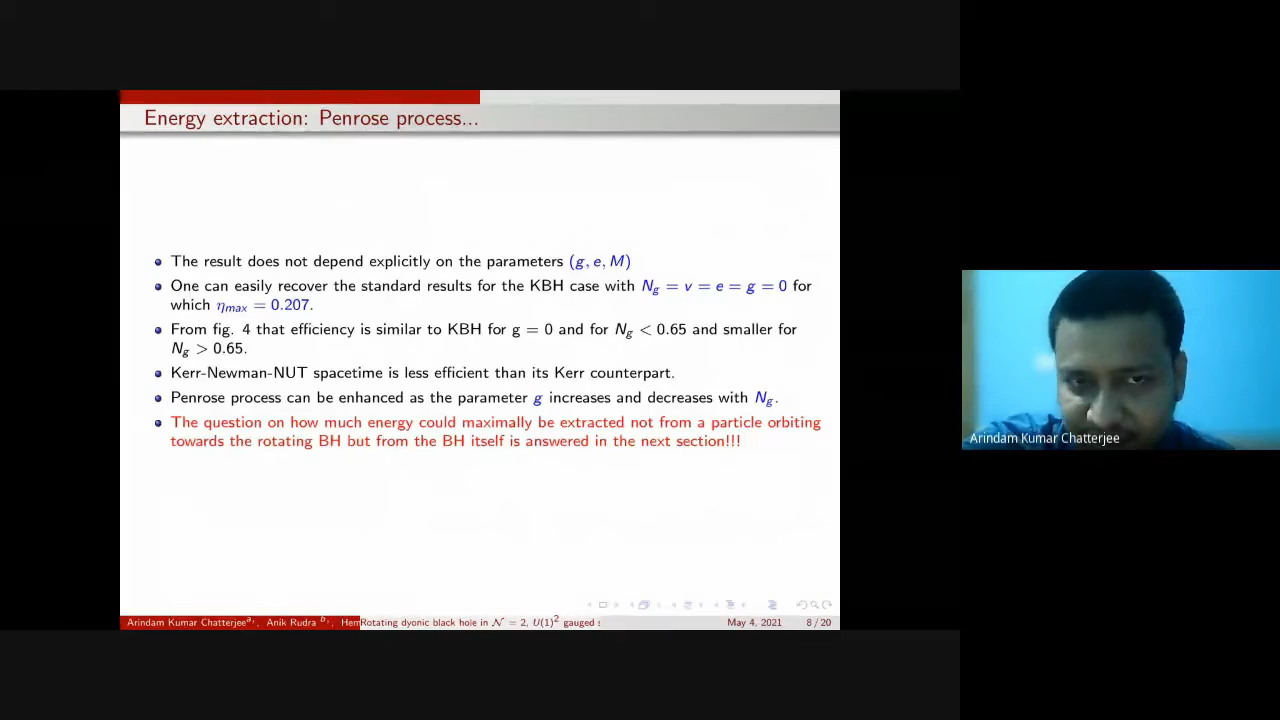 Energy extraction: Penrose process...
The result does not depend explicitly on the parameters (g, e, M)
One can easily recover the standard results for the KBH case with N_g = v = e = g = 0 for
which η_max = 0.207.
From fig. 4 that efficiency is similar to KBH for g = 0 and for N_g < 0.65 and smaller for
N_g > 0.65.
Kerr-Newman-NUT spacetime is less efficient than its Kerr counterpart.
Penrose process can be enhanced as the parameter g increases and decreases with N_g.
The question on how much energy could maximally be extracted not from a particle orbiting
towards the rotating BH but from the BH itself is answered in the next section!!!
Arindam Kumar Chatterjee
Arindam Kumar Chatterjee^a, Anik Rudra^b, Hem Rotating dyonic black hole in N = 2, U(1)^2 gauged s May 4, 2021 8 / 20